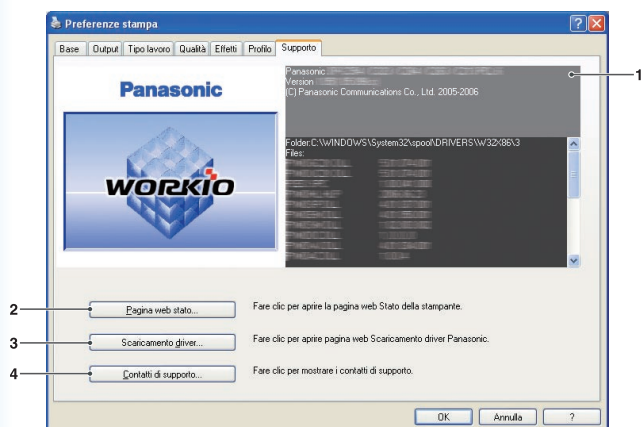 Preferenze stampa
Base Output Tipo lavoro Qualità Effetti Profilo Supporto
Panasonic
WORKIO
Panasonic
Version
(C) Panasonic Communications Co., Ltd. 2005-2006
1
Folder:C:\WINDOWS\System32\spool\DRIVERS\W32X86\3
Files:
2 Pagina web stato... Fare clic per aprire la pagina web Stato della stampante.
3 Scaricamento driver... Fare clic per aprire pagina web Scaricamento driver Panasonic.
4 Contatti di supporto... Fare clic per mostrare i contatti di supporto.
OK Annulla ?